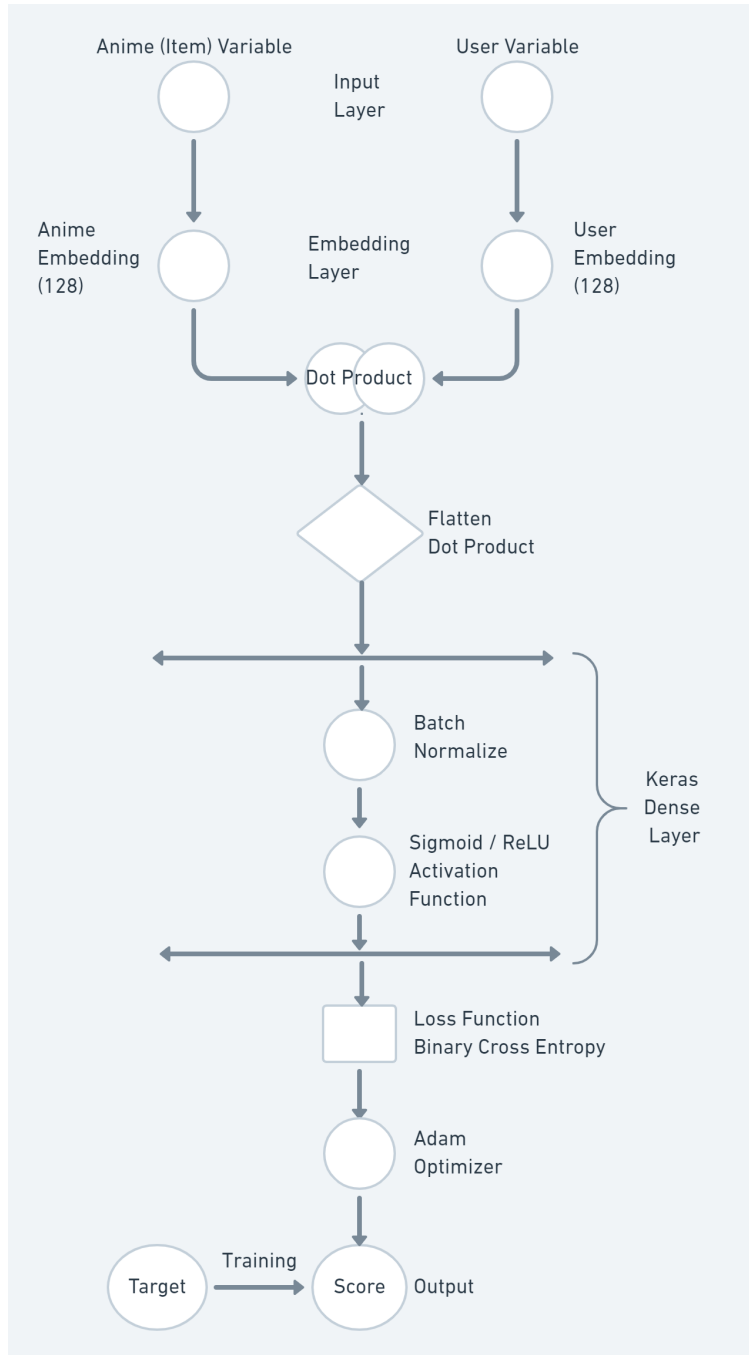 Anime (Item) Variable
User Variable
Input
Layer
Anime
Embedding
(128)
Embedding
Layer
User
Embedding
(128)
Dot Product
Flatten
Dot Product
Batch
Normalize
Sigmoid / ReLU
Activation
Function
Keras
Dense
Layer
Loss Function
Binary Cross Entropy
Adam
Optimizer
Training
Target
Score
Output